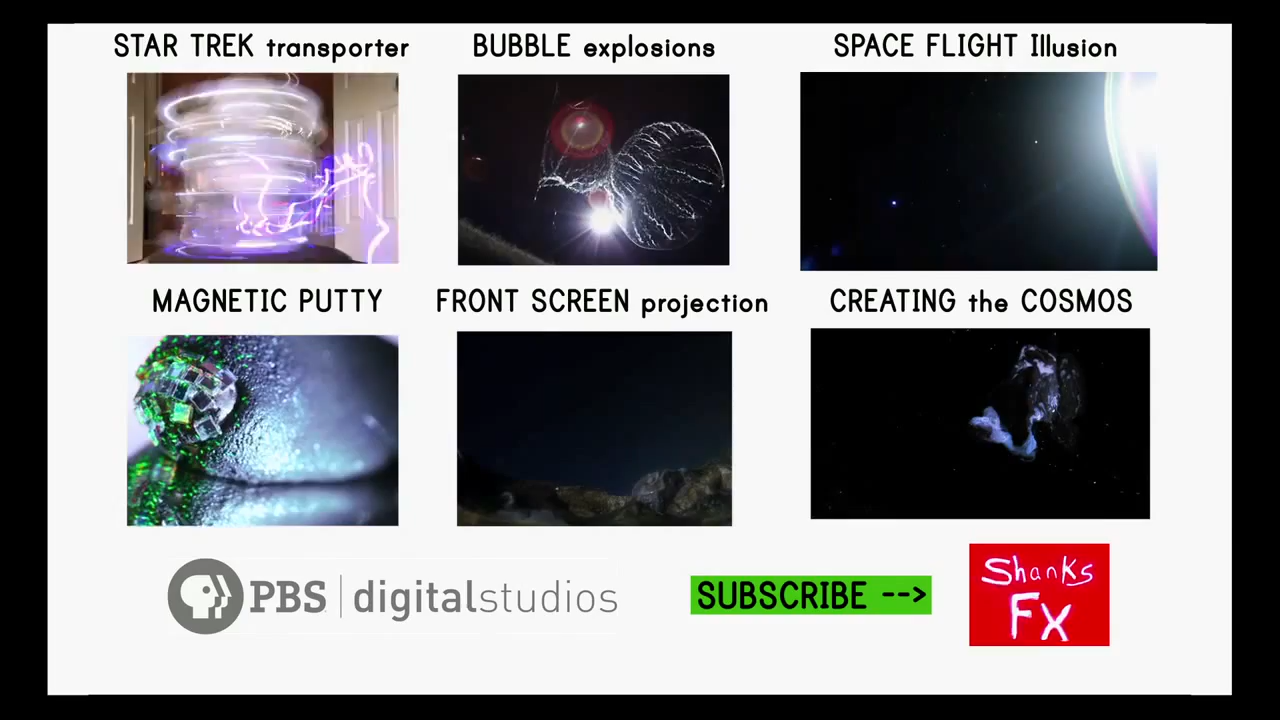 STAR TREK transporter
BUBBLE explosions
SPACE FLIGHT Illusion
MAGNETIC PUTTY
FRONT SCREEN projection
CREATING the COSMOS
PBS digitalstudios
SUBSCRIBE -->
Shanks
FX